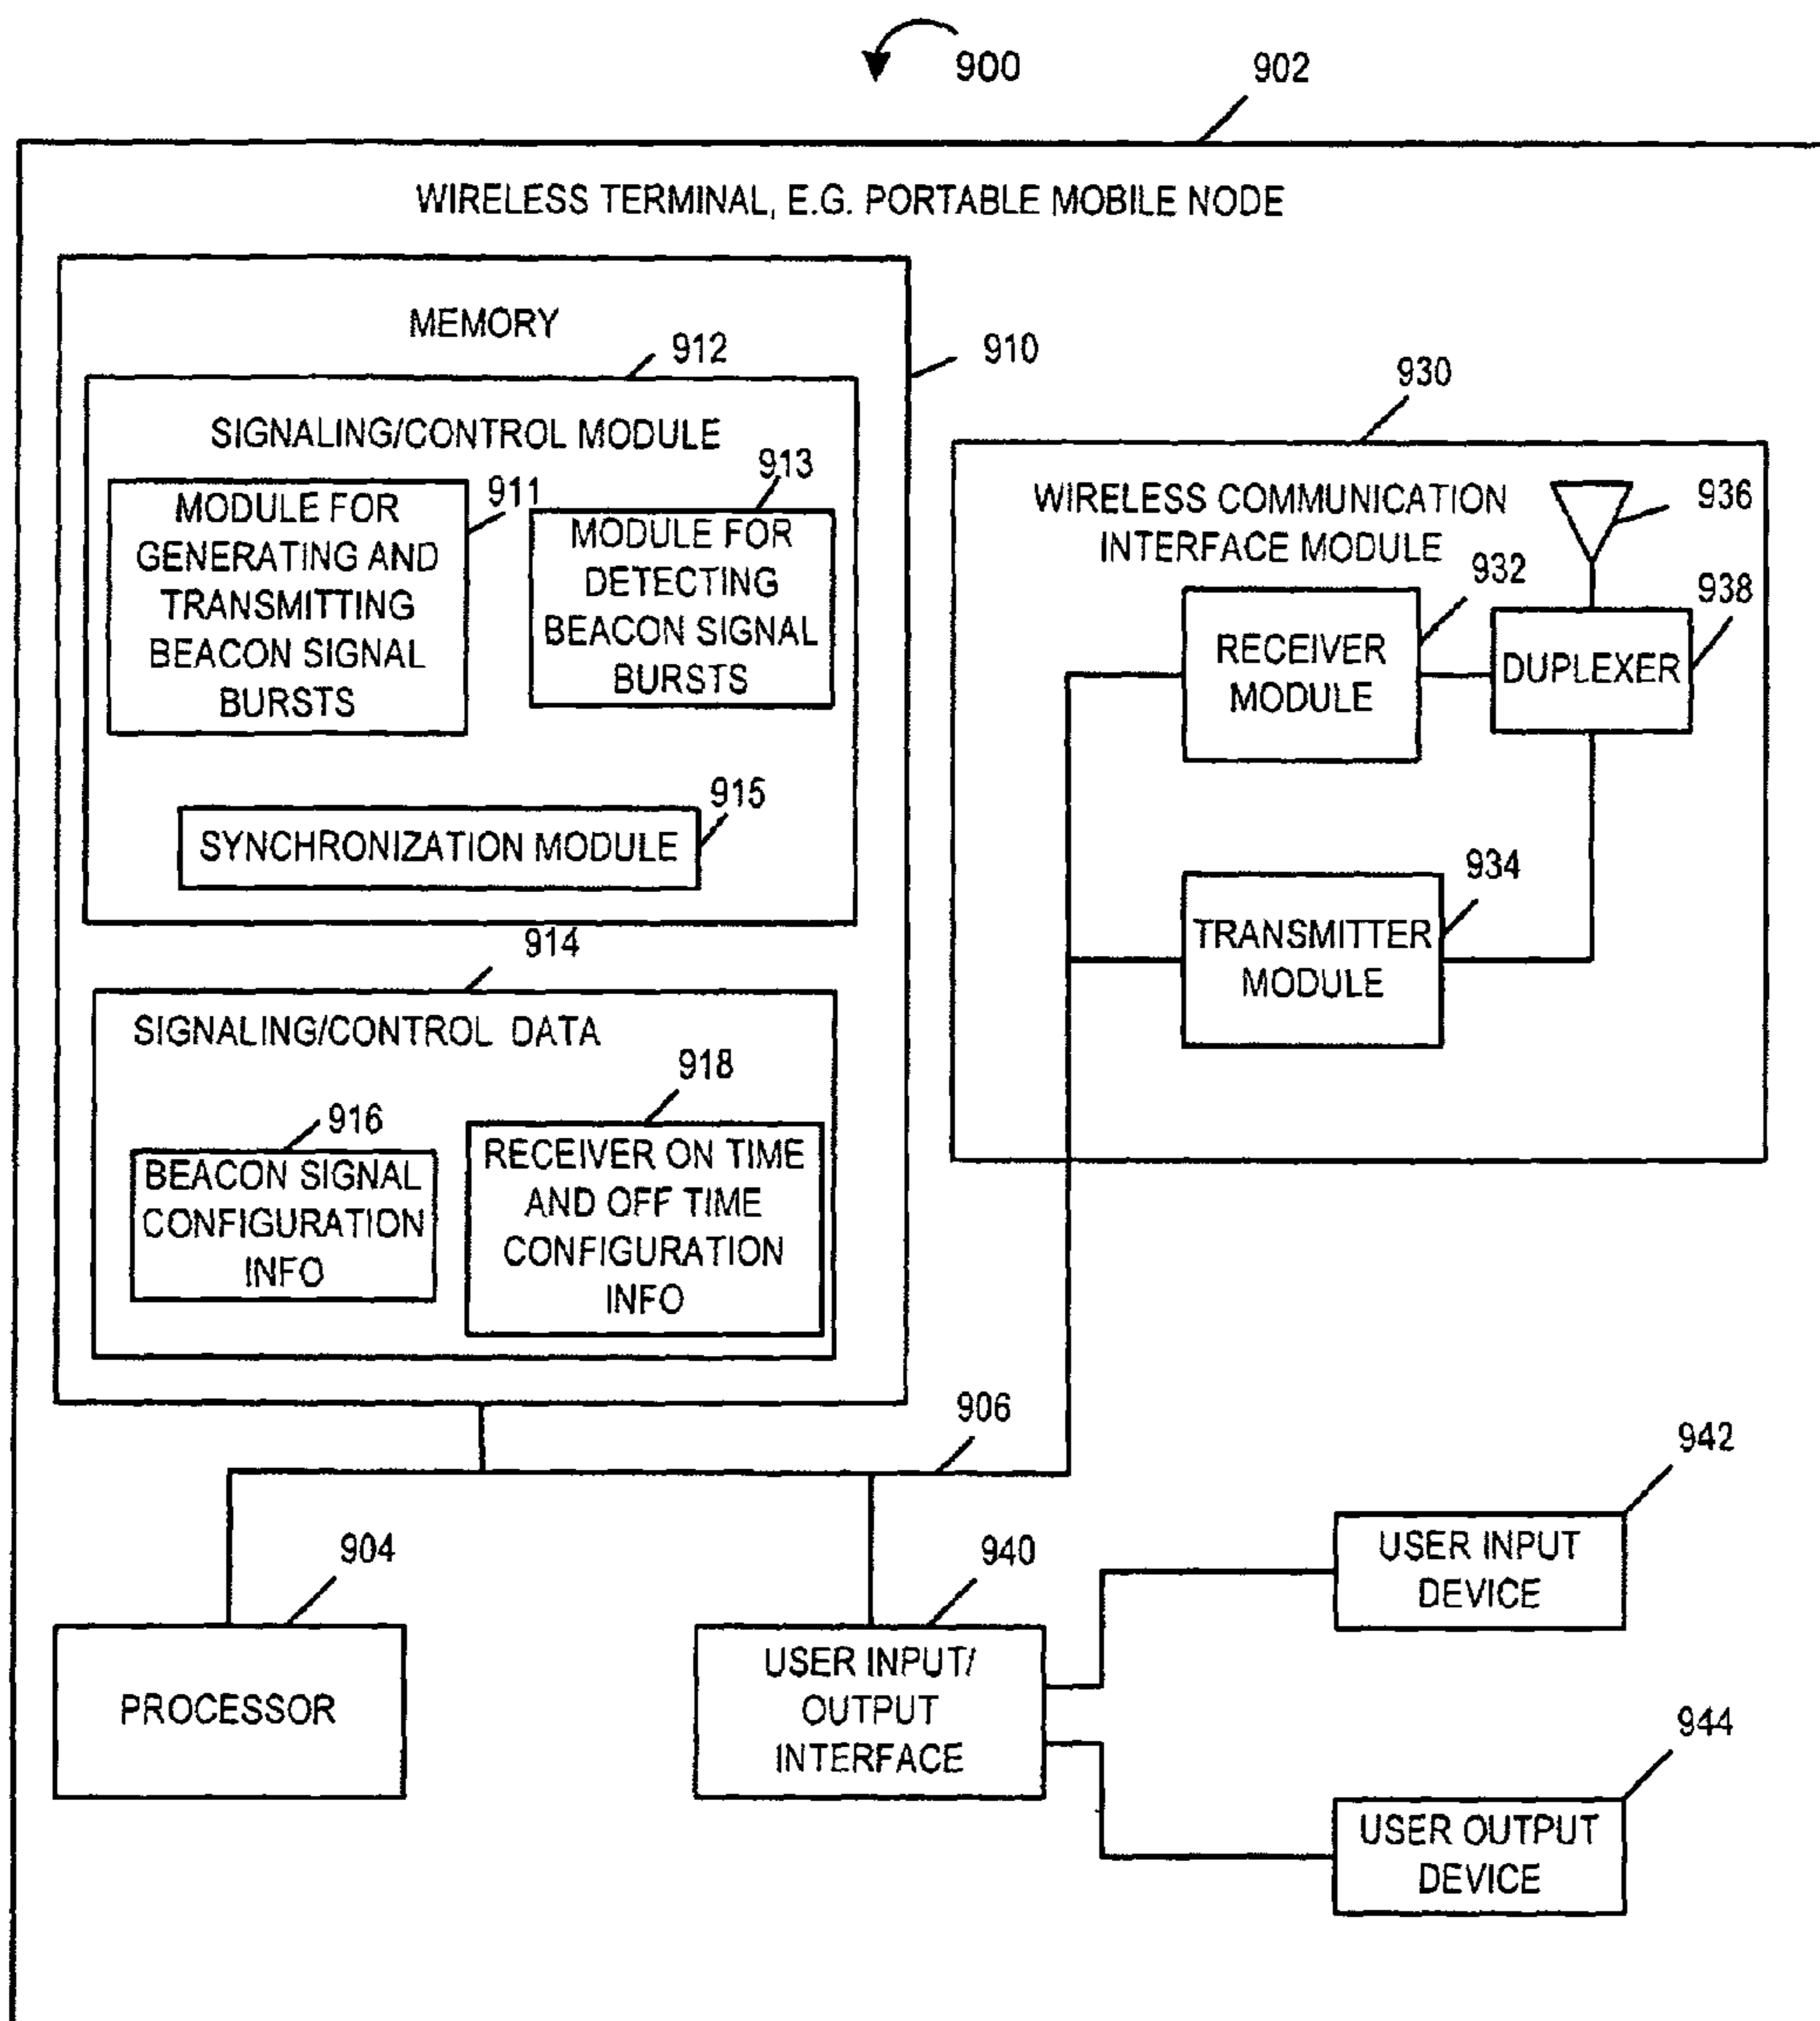 900
902
WIRELESS TERMINAL, E.G. PORTABLE MOBILE NODE
MEMORY
910
912
SIGNALING/CONTROL MODULE
911
MODULE FOR
GENERATING AND
TRANSMITTING
BEACON SIGNAL
BURSTS
913
MODULE FOR
DETECTING
BEACON SIGNAL
BURSTS
915
SYNCHRONIZATION MODULE
914
SIGNALING/CONTROL DATA
916
BEACON SIGNAL
CONFIGURATION
INFO
918
RECEIVER ON TIME
AND OFF TIME
CONFIGURATION
INFO
930
WIRELESS COMMUNICATION
INTERFACE MODULE
936
932
RECEIVER
MODULE
938
DUPLEXER
934
TRANSMITTER
MODULE
906
904
PROCESSOR
940
USER INPUT/
OUTPUT
INTERFACE
942
USER INPUT
DEVICE
944
USER OUTPUT
DEVICE